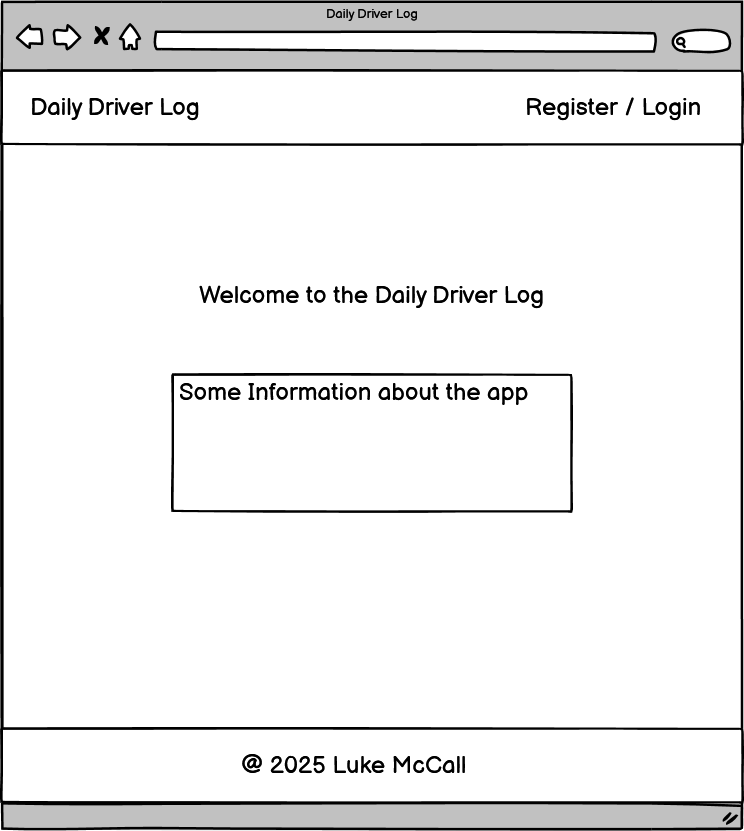 Daily Driver Log
Daily Driver Log
Register / Login
Welcome to the Daily Driver Log
Some Information about the app
@ 2025 Luke McCall